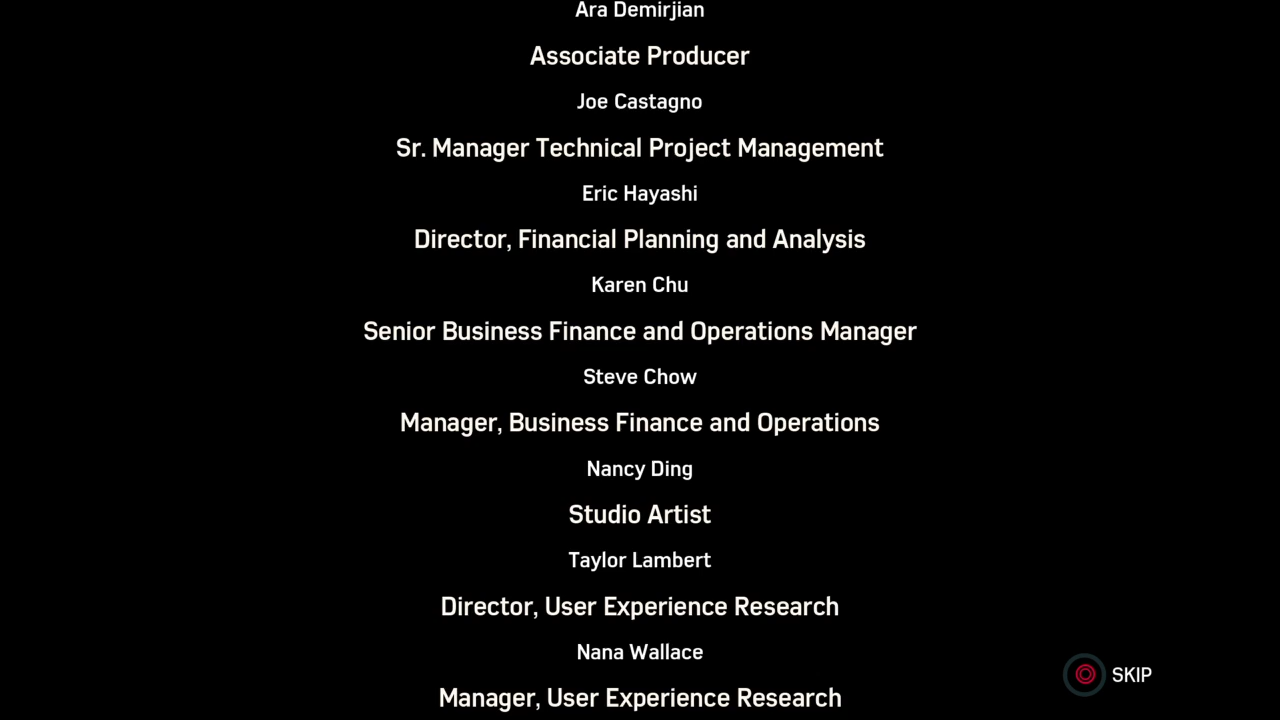 Ara Demirjian
Associate Producer
Joe Castagno
Sr. Manager Technical Project Management
Eric Hayashi
Director, Financial Planning and Analysis
Karen Chu
Senior Business Finance and Operations Manager
Steve Chow
Manager, Business Finance and Operations
Nancy Ding
Studio Artist
Taylor Lambert
Director, User Experience Research
Nana Wallace
SKIP
Manager, User Experience Research